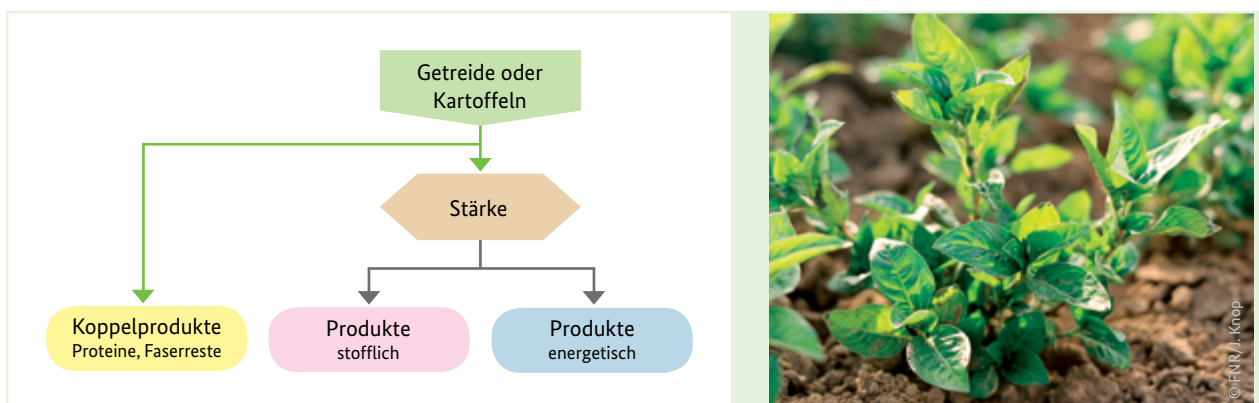 Getreide oder
Kartoffeln
Stärke
Koppelprodukte
Proteine, Faserreste
Produkte
stofflich
Produkte
energetisch
© FNR/J. Knop